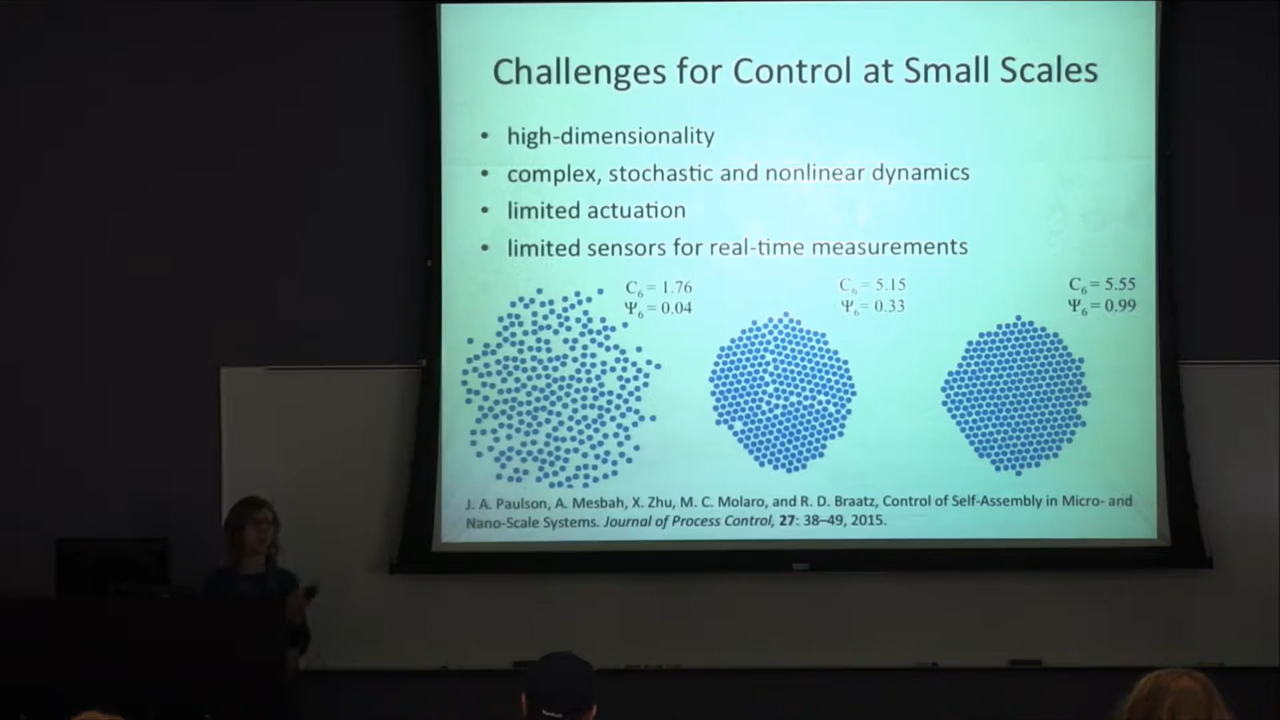 Challenges for Control at Small Scales
• high-dimensionality
• complex, stochastic and nonlinear dynamics
• limited actuation
• limited sensors for real-time measurements
C₆ = 1.76
Ψ₆ = 0.04
C₆ = 5.15
Ψ₆ = 0.33
C₆ = 5.55
Ψ₆ = 0.99
J. A. Paulson, A. Mesbah, X. Zhu, M. C. Molaro, and R. D. Braatz, Control of Self-Assembly in Micro- and
Nano-Scale Systems. Journal of Process Control, 27: 38–49, 2015.